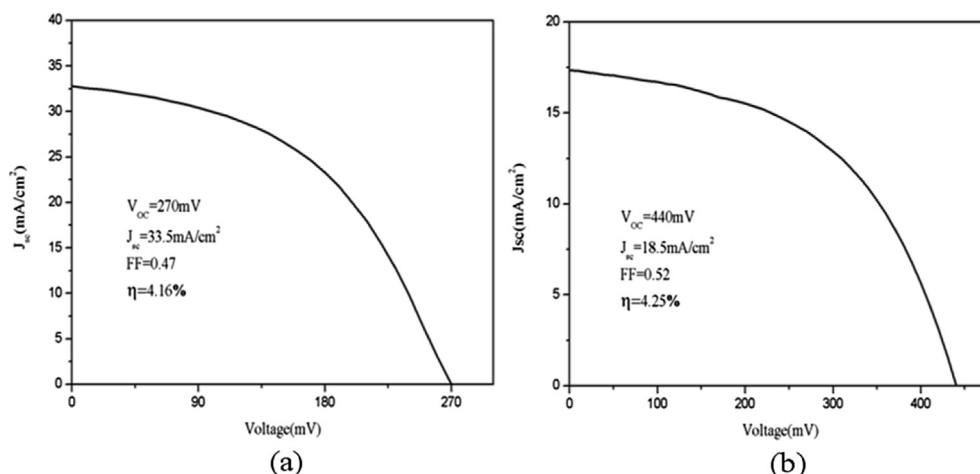 40
35
30
25
20
15
10
5
0
J_sc(mA/cm²)
V_OC=270mV
J_sc=33.5mA/cm²
FF=0.47
η=4.16%
0 90 180 270
Voltage(mV)
(a)
20
15
10
5
0
Jsc(mA/cm²)
V_OC=440mV
J_sc=18.5mA/cm²
FF=0.52
η=4.25%
0 100 200 300 400
Voltage(mV)
(b)